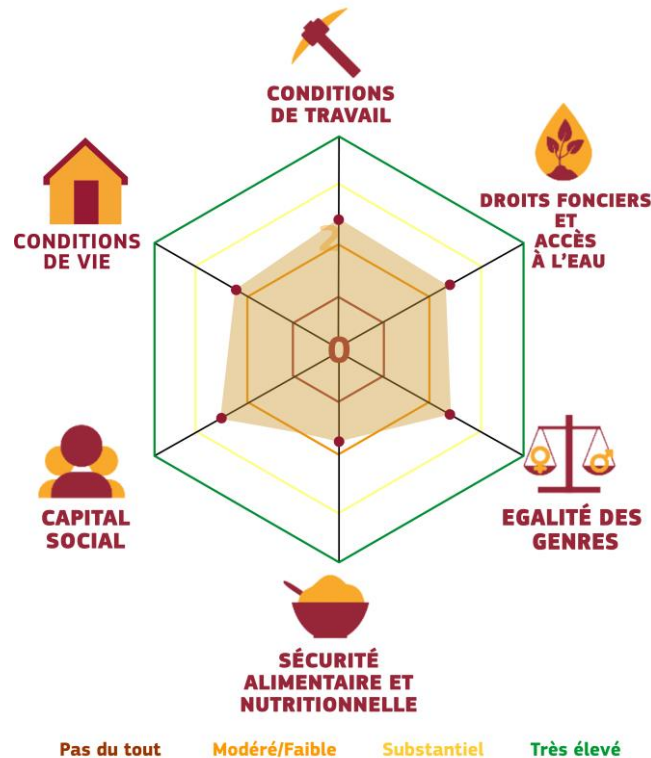 CONDITIONS
DE TRAVAIL
DROITS FONCIERS
ET
ACCÈS
À L'EAU
CONDITIONS
DE VIE
2
0
CAPITAL
SOCIAL
EGALITÉ DES
GENRES
SÉCURITÉ
ALIMENTAIRE ET
NUTRITIONNELLE
Pas du tout Modéré/Faible Substantiel Très élevé